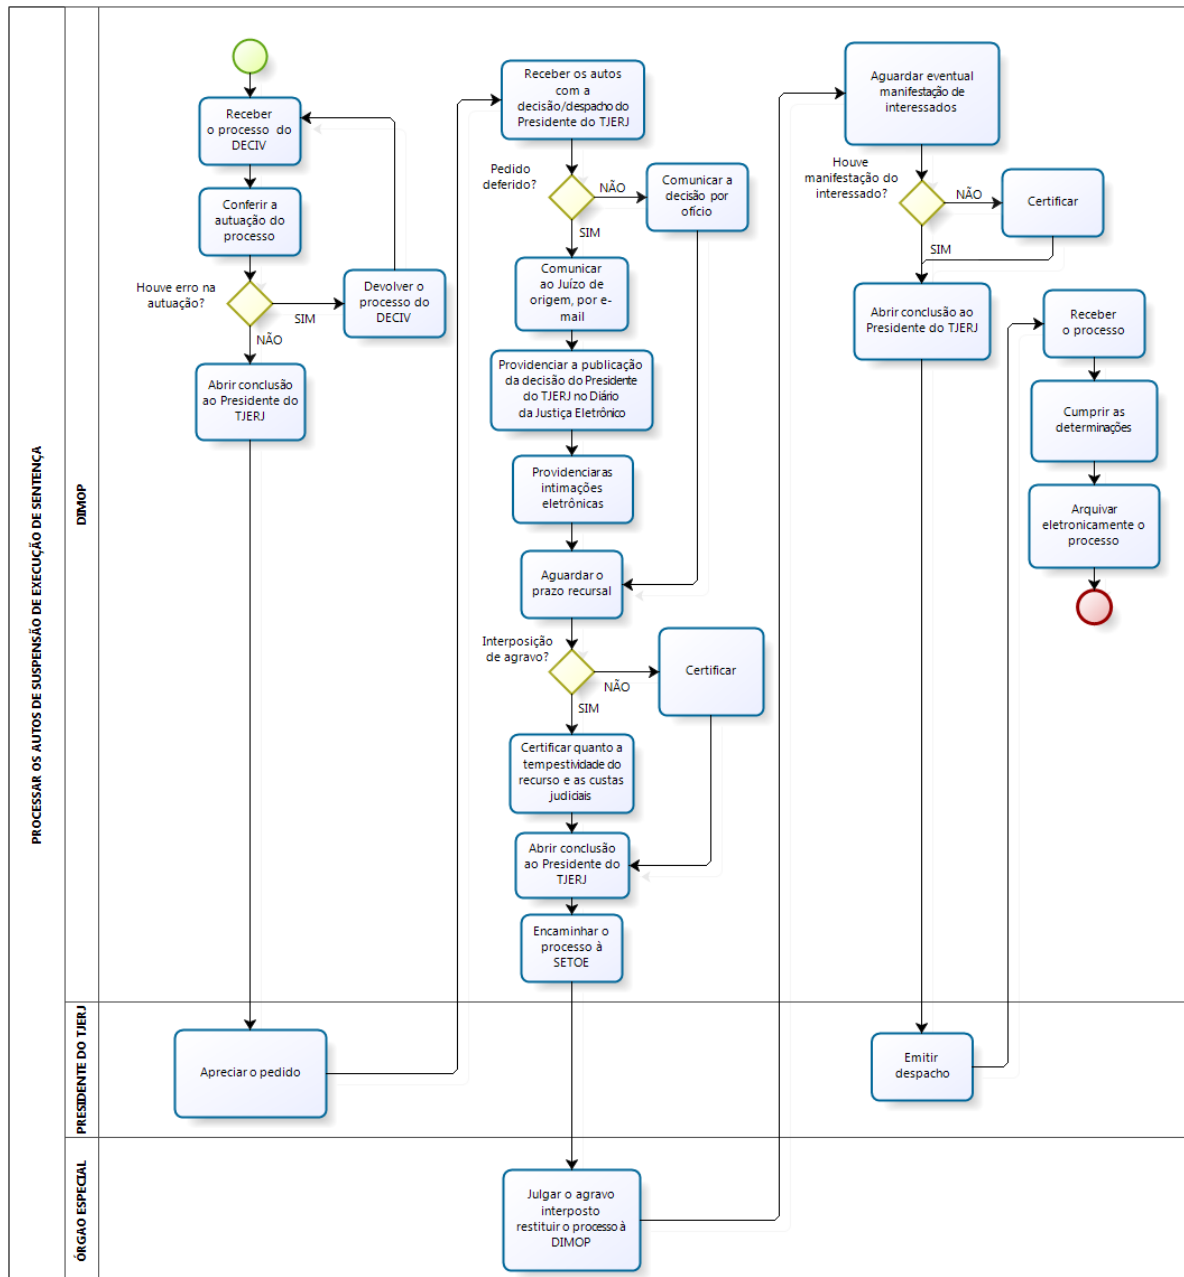 PROCESSAR OS AUTOS DE SUSPENSÃO DE EXECUÇÃO DE SENTENÇA
DIMOP
Receber
o processo do
DECIV
Conferir a
autuação do
processo
Houve erro na
autuação?
SIM
Devolver o
processo do
DECIV
NÃO
Abrir conclusão
ao Presidente do
TJERJ
Receber os autos
com a
decisão/despacho do
Presidente do TJERJ
Pedido
deferido?
NÃO
Comunicar a
decisão por
ofício
SIM
Comunicar
ao Juízo de
origem, por e-
mail
Providenciar a publicação
da decisão do Presidente
do TJERJ no Diário
da Justiça Eletrônico
Providenciaras
intimações
eletrônicas
Aguardar o
prazo recursal
Interposição
de agravo?
NÃO
Certificar
SIM
Certificar quanto a
tempestividade do
recurso e as custas
judiciais
Abrir conclusão
ao Presidente do
TJERJ
Encaminhar o
processo à
SETOE
Aguardar eventual
manifestação de
interessados
Houve
manifestação do
interessado?
NÃO
Certificar
SIM
Abrir conclusão ao
Presidente do TJERJ
Receber
o processo
Cumprir as
determinações
Arquivar
eletronicamente o
processo
PRESIDENTE DO TJERJ
Apreciar o pedido
Emitir
despacho
ÓRGAO ESPECIAL
Julgar o agravo
interposto
restituir o processo à
DIMOP